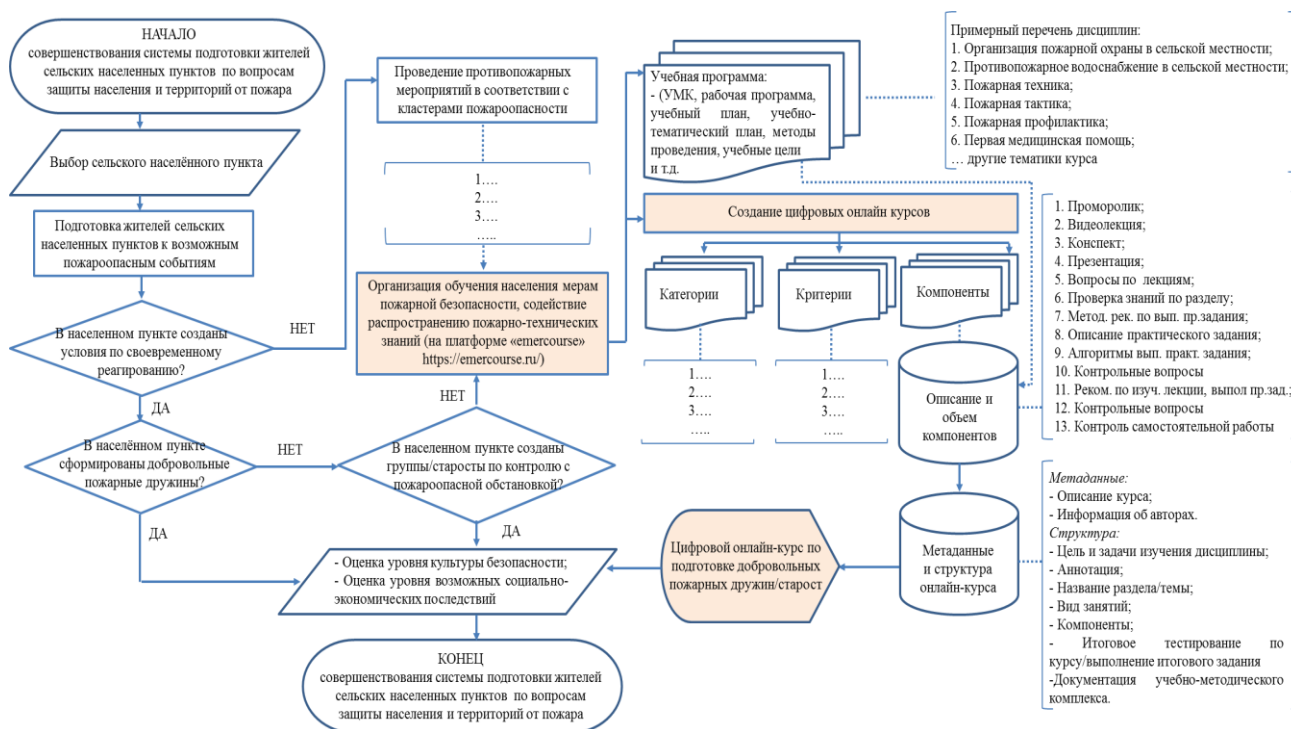 НАЧАЛО
совершенствования системы подготовки жителей
сельских населенных пунктов по вопросам
защиты населения и территорий от пожара
Выбор сельского населённого пункта
Подготовка жителей сельских
населенных пунктов к возможным
пожароопасным событиям
В населенном пункте созданы
условия по своевременному
реагированию?
НЕТ
ДА
В населённом пункте
сформированы добровольные
пожарные дружины?
НЕТ
ДА
Проведение противопожарных
мероприятий в соответствии с
кластерами пожароопасности
1….
2….
3….
…..
Организация обучения населения мерам
пожарной безопасности, содействие
распространению пожарно-технических
знаний (на платформе «emercourse»
https://emercourse.ru/)
НЕТ
В населенном пункте созданы
группы/старосты по контролю с
пожароопасной обстановкой?
ДА
- Оценка уровня культуры безопасности;
- Оценка уровня возможных социально-
экономических последствий
КОНЕЦ
совершенствования системы подготовки жителей
сельских населенных пунктов по вопросам
защиты населения и территорий от пожара
Учебная программа:
- (УМК, рабочая программа,
учебный план, учебно-
тематический план, методы
проведения, учебные цели
и т.д.
Примерный перечень дисциплин:
1. Организация пожарной охраны в сельской местности;
2. Противопожарное водоснабжение в сельской местности;
3. Пожарная техника;
4. Пожарная тактика;
5. Пожарная профилактика;
6. Первая медицинская помощь;
… другие тематики курса
Создание цифровых онлайн курсов
Категории
Критерии
Компоненты
1….
2….
3….
…..
1….
2….
3….
…..
Описание и
объем
компонентов
1. Проморолик;
2. Видеолекция;
3. Конспект;
4. Презентация;
5. Вопросы по лекциям;
6. Проверка знаний по разделу;
7. Метод. рек. по вып. пр.задания;
8. Описание практического задания;
9. Алгоритмы вып. практ. задания;
10. Контрольные вопросы
11. Реком. по изуч. лекции, выпол пр.зад.;
12. Контрольные вопросы
13. Контроль самостоятельной работы
Цифровой онлайн-курс по
подготовке добровольных
пожарных дружин/старост
Метаданные
и структура
онлайн-курса
Метаданные:
- Описание курса;
- Информация об авторах.
Структура:
- Цель и задачи изучения дисциплины;
- Аннотация;
- Название раздела/темы;
- Вид занятий;
- Компоненты;
- Итоговое тестирование по
курсу/выполнение итогового задания
-Документация учебно-методического
комплекса.